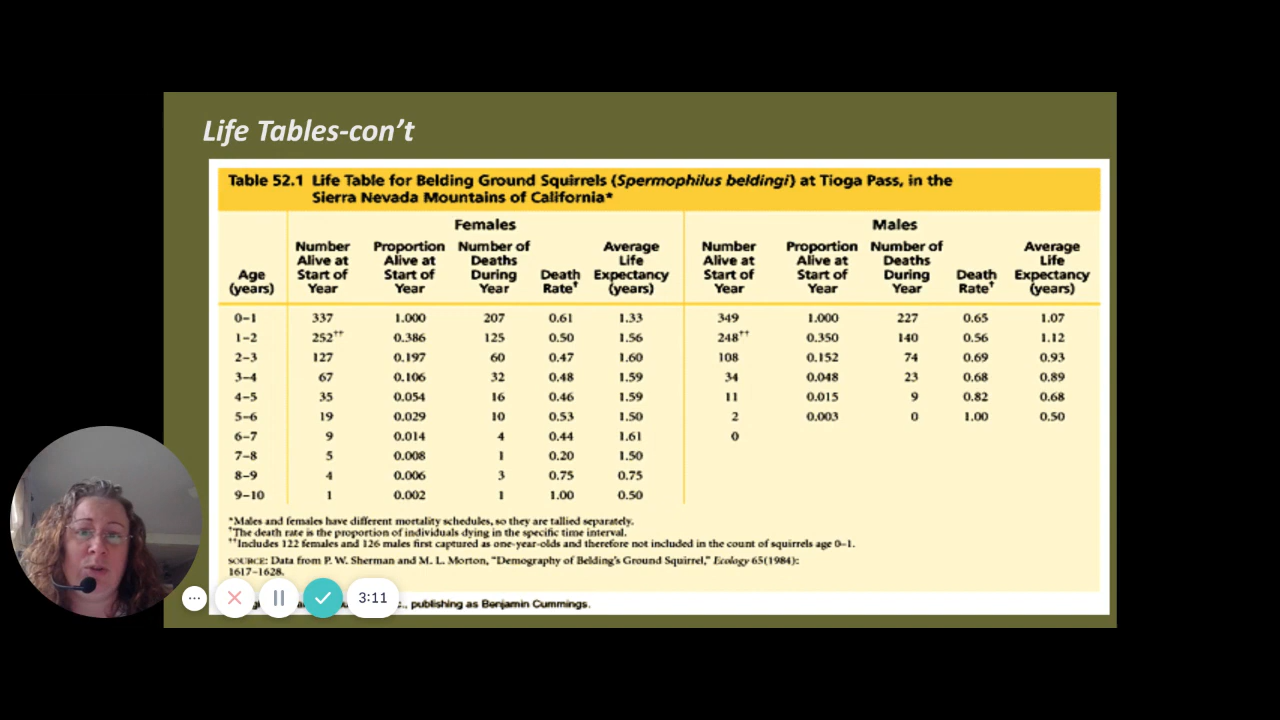 Life Tables-con't
Table 52.1 Life Table for Belding Ground Squirrels (Spermophilus beldingi) at Tioga Pass, in the
Sierra Nevada Mountains of California*
Females Males
Number Proportion Number of Average Number Proportion Number of Average
Alive at Alive at Deaths Life Alive at Alive at Deaths Life
Age Start of Start of During Death Expectancy Start of Start of During Death Expectancy
(years) Year Year Year Rate† (years) Year Year Year Rate† (years)
0–1 337 1.000 207 0.61 1.33 349 1.000 227 0.65 1.07
1–2 252†† 0.386 125 0.50 1.56 248†† 0.350 140 0.56 1.12
2–3 127 0.197 60 0.47 1.60 108 0.152 74 0.69 0.93
3–4 67 0.106 32 0.48 1.59 34 0.048 23 0.68 0.89
4–5 35 0.054 16 0.46 1.59 11 0.015 9 0.82 0.68
5–6 19 0.029 10 0.53 1.50 2 0.003 0 1.00 0.50
6–7 9 0.014 4 0.44 1.61 0
7–8 5 0.008 1 0.20 1.50
8–9 4 0.006 3 0.75 0.75
9–10 1 0.002 1 1.00 0.50
*Males and females have different mortality schedules, so they are tallied separately.
†The death rate is the proportion of individuals dying in the specific time interval.
††Includes 122 females and 126 males first captured as one-year-olds and therefore not included in the count of squirrels age 0–1.
SOURCE: Data from P. W. Sherman and M. L. Morton, "Demography of Belding's Ground Squirrel," Ecology 65(1984):
1617–1628.
3:11 publishing as Benjamin Cummings.